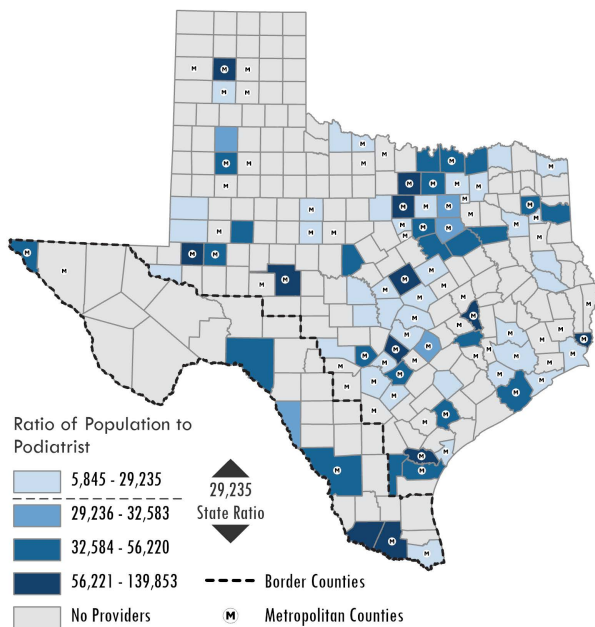 Ratio of Population to
Podiatrist
5,845 - 29,235
29,236 - 32,583
32,584 - 56,220
56,221 - 139,853
No Providers
29,235
State Ratio
Border Counties
M Metropolitan Counties